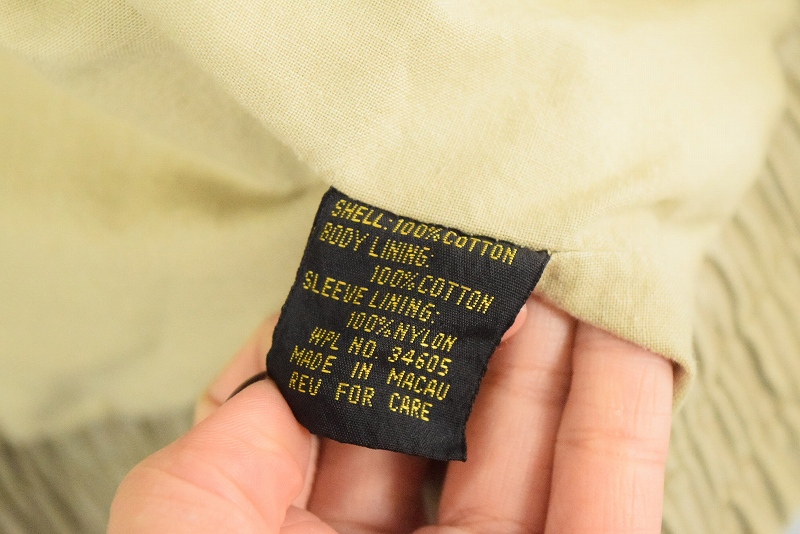 SHELL: 100% COTTON
BODY LINING:
100% COTTON
SLEEVE LINING:
100% NYLON
WPL NO. 34605
MADE IN MACAU
REV FOR CARE